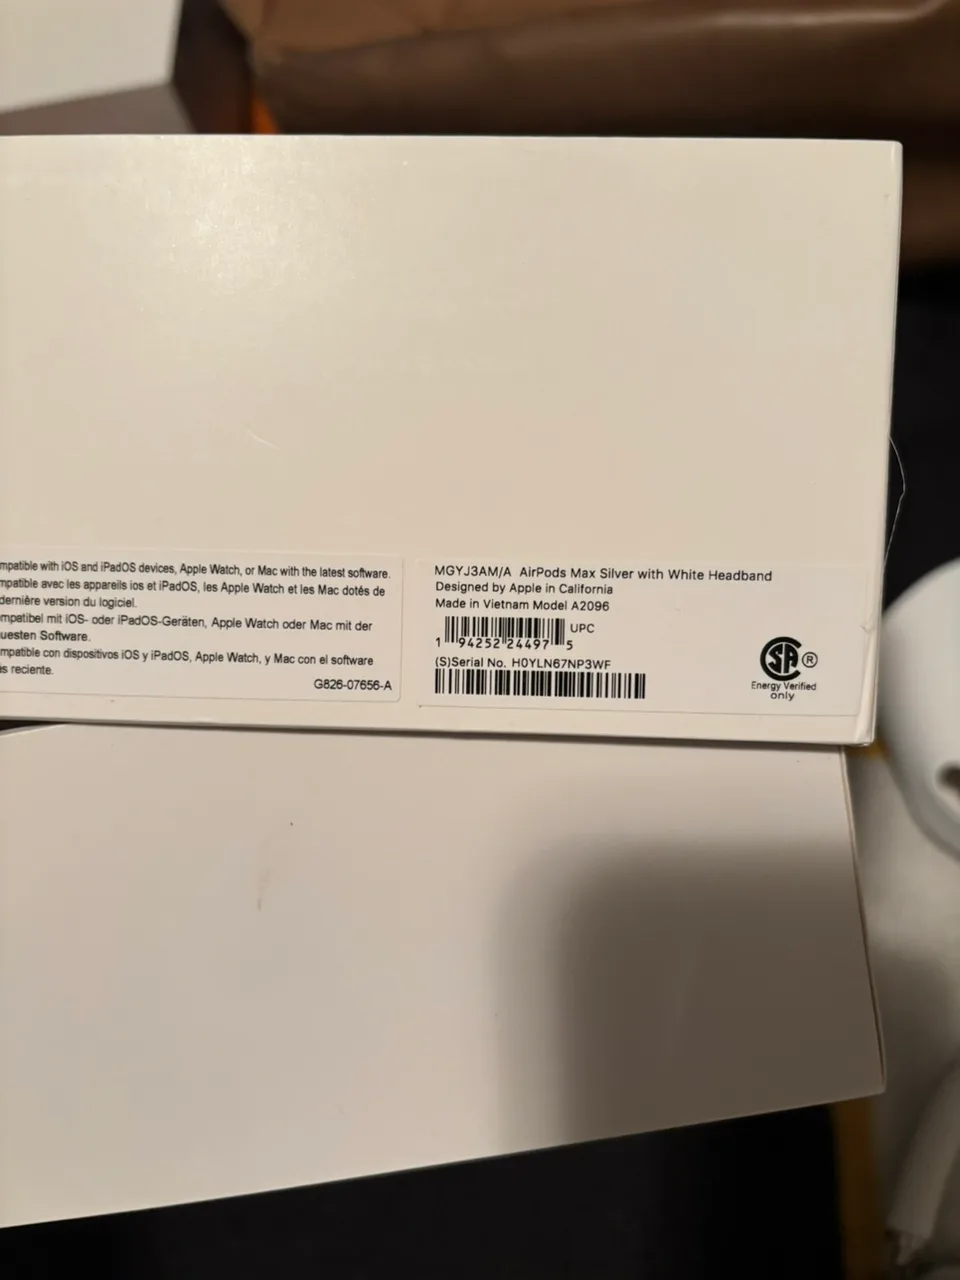 mpatible with iOS and iPadOS devices, Apple Watch, or Mac with the latest software.
mpatible avec les appareils ios et iPadOS, les Apple Watch et les Mac dotés de
dernière version du logiciel.
mpatibel mit iOS- oder iPadOS-Geräten, Apple Watch oder Mac mit der
uesten Software.
mpatible con dispositivos iOS y iPadOS, Apple Watch, y Mac con el software
s reciente.
G826-07656-A
MGYJ3AM/A AirPods Max Silver with White Headband
Designed by Apple in California
Made in Vietnam Model A2096
UPC
1 94252 24497 5
(S)Serial No. H0YLN67NP3WF
SA ®
Energy Verified
only